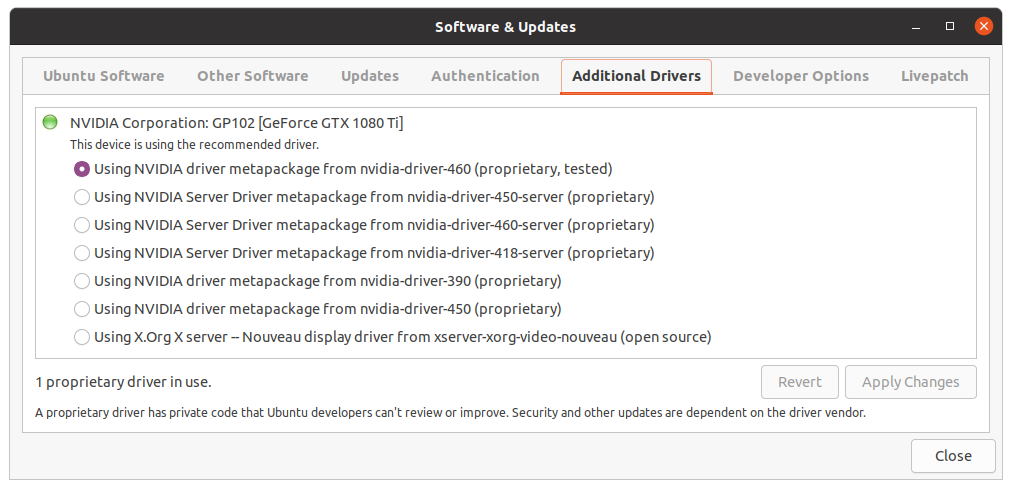 Software & Updates
Ubuntu Software Other Software Updates Authentication Additional Drivers Developer Options Livepatch
NVIDIA Corporation: GP102 [GeForce GTX 1080 Ti]
This device is using the recommended driver.
Using NVIDIA driver metapackage from nvidia-driver-460 (proprietary, tested)
Using NVIDIA Server Driver metapackage from nvidia-driver-450-server (proprietary)
Using NVIDIA Server Driver metapackage from nvidia-driver-460-server (proprietary)
Using NVIDIA Server Driver metapackage from nvidia-driver-418-server (proprietary)
Using NVIDIA driver metapackage from nvidia-driver-390 (proprietary)
Using NVIDIA driver metapackage from nvidia-driver-450 (proprietary)
Using X.Org X server -- Nouveau display driver from xserver-xorg-video-nouveau (open source)
1 proprietary driver in use.
Revert Apply Changes
A proprietary driver has private code that Ubuntu developers can't review or improve. Security and other updates are dependent on the driver vendor.
Close